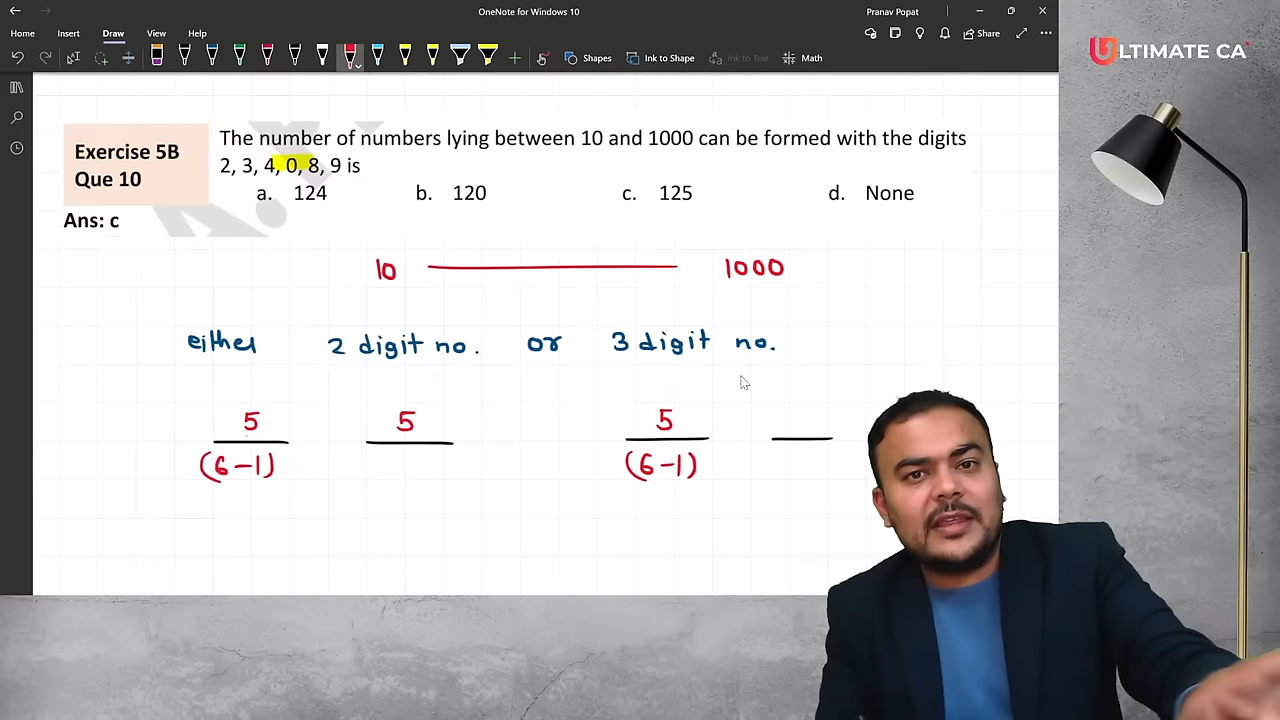 OneNote for Windows 10
Pranav Popat
Home Insert Draw View Help
Share
Shapes Ink to Shape Ink to Text Math
ULTIMATE CA
Exercise 5B
Que 10
The number of numbers lying between 10 and 1000 can be formed with the digits
2, 3, 4, 0, 8, 9 is
a. 124 b. 120 c. 125 d. None
Ans: c
10 1000
either 2 digit no. or 3 digit no.
5 5 5
(6-1) (6-1)